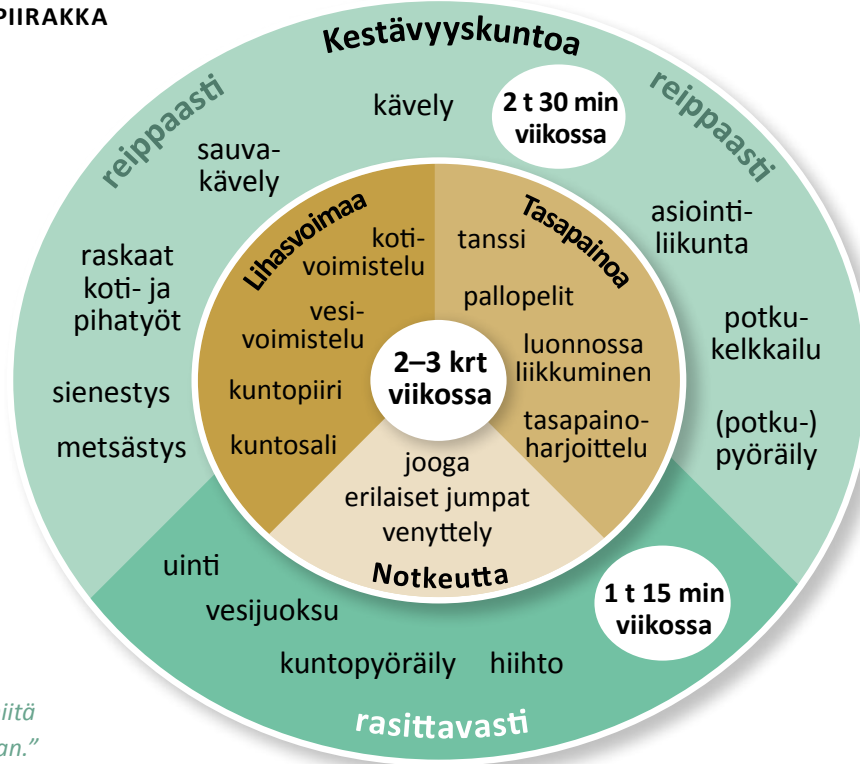 PIIRAKKA
Kestävyyskuntoa
reippaasti
reippaasti
2 t 30 min
viikossa
kävely
sauva-
kävely
raskaat
koti- ja
pihatyöt
sienestys
metsästys
asiointi-
liikunta
potku-
kelkkailu
(potku-)
pyöräily
Lihasvoimaa
koti-
voimistelu
vesi-
voimistelu
kuntopiiri
kuntosali
Tasapainoa
tanssi
pallopelit
luonnossa
liikkuminen
tasapaino-
harjoittelu
2–3 krt
viikossa
jooga
erilaiset jumpat
venyttely
Notkeutta
uinti
vesijuoksu
kuntopyöräily
hiihto
1 t 15 min
viikossa
rasittavasti